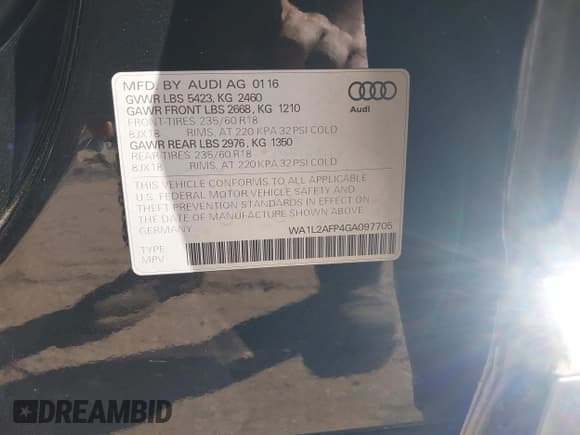 MFD. BY AUDI AG 01 16
GVWR LBS 5423, KG 2460
GAWR FRONT LBS 2668, KG 1210
FRONT-TIRES 235/60 R18
8JX18 RIMS, AT 220 KPA 32 PSI COLD
GAWR REAR LBS 2976, KG 1350
REAR TIRES 235/60 R18
8JX18 RIMS, AT 220 KPA 32 PSI COLD
Audi
THIS VEHICLE CONFORMS TO ALL APPLICABLE
U.S. FEDERAL MOTOR VEHICLE SAFETY AND
THEFT PREVENTION STANDARDS IN EFFECT ON
THE DATE OF MANUFACTURE SHOWN ABOVE
GERMANY
WA1L2AFP4GA097705
TYPE:
MPV
DREAMBID